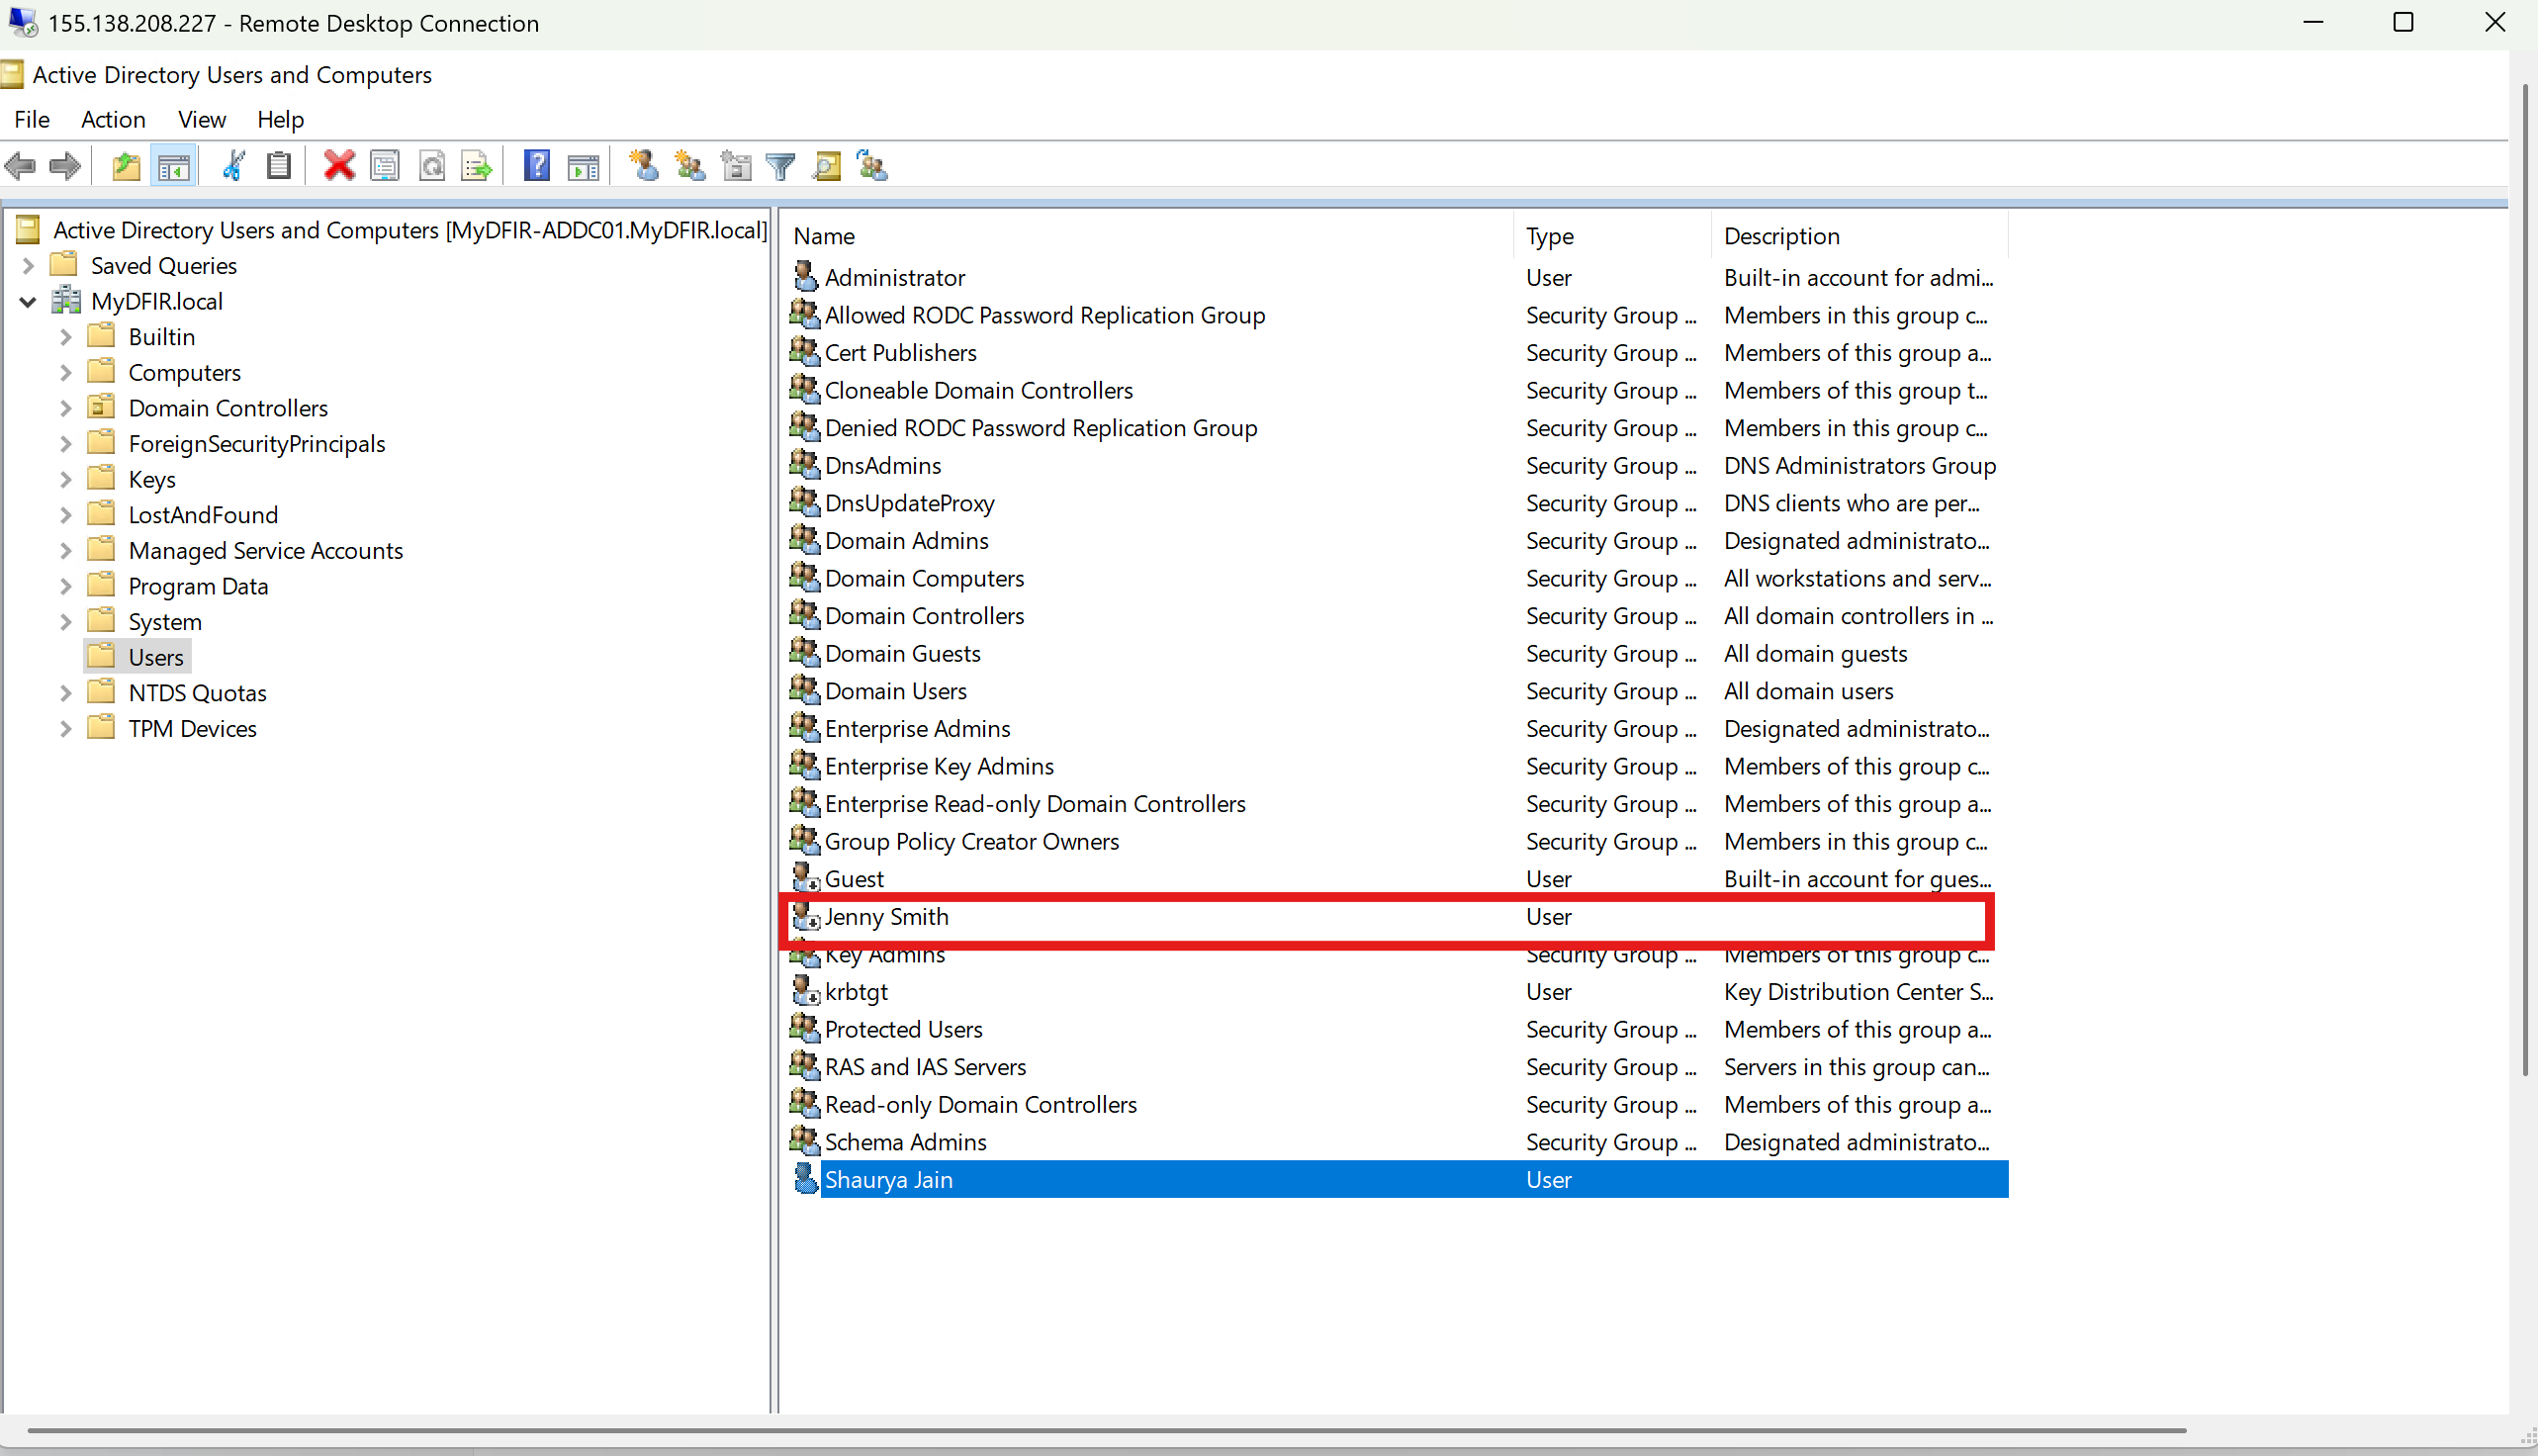 155.138.208.227 - Remote Desktop Connection
Active Directory Users and Computers
File Action View Help
Active Directory Users and Computers [MyDFIR-ADDC01.MyDFIR.local]
Saved Queries
MyDFIR.local
Builtin
Computers
Domain Controllers
ForeignSecurityPrincipals
Keys
LostAndFound
Managed Service Accounts
Program Data
System
Users
NTDS Quotas
TPM Devices
Name Type Description
Administrator User Built-in account for admi...
Allowed RODC Password Replication Group Security Group ... Members in this group c...
Cert Publishers Security Group ... Members of this group a...
Cloneable Domain Controllers Security Group ... Members of this group t...
Denied RODC Password Replication Group Security Group ... Members in this group c...
DnsAdmins Security Group ... DNS Administrators Group
DnsUpdateProxy Security Group ... DNS clients who are per...
Domain Admins Security Group ... Designated administrato...
Domain Computers Security Group ... All workstations and serv...
Domain Controllers Security Group ... All domain controllers in ...
Domain Guests Security Group ... All domain guests
Domain Users Security Group ... All domain users
Enterprise Admins Security Group ... Designated administrato...
Enterprise Key Admins Security Group ... Members of this group c...
Enterprise Read-only Domain Controllers Security Group ... Members of this group a...
Group Policy Creator Owners Security Group ... Members in this group c...
Guest User Built-in account for gues...
Jenny Smith User
Key Admins Security Group ... Members of this group c...
krbtgt User Key Distribution Center S...
Protected Users Security Group ... Members of this group a...
RAS and IAS Servers Security Group ... Servers in this group can...
Read-only Domain Controllers Security Group ... Members of this group a...
Schema Admins Security Group ... Designated administrato...
Shaurya Jain User